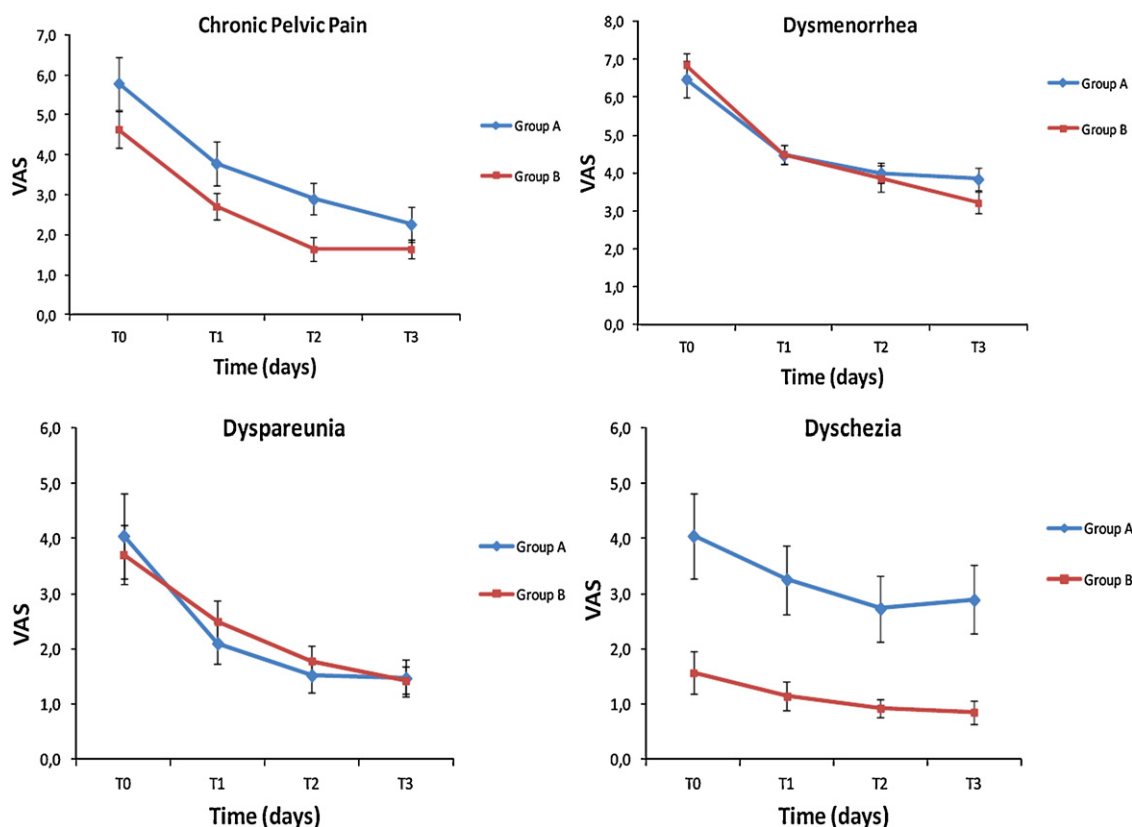 Chronic Pelvic Pain
7,0
6,0
5,0
4,0
3,0
2,0
1,0
0,0
VAS
T0 T1 T2 T3
Time (days)
Group A
Group B
Dysmenorrhea
8,0
7,0
6,0
5,0
4,0
3,0
2,0
1,0
0,0
VAS
T0 T1 T2 T3
Time (days)
Group A
Group B
Dyspareunia
6,0
5,0
4,0
3,0
2,0
1,0
0,0
VAS
T0 T1 T2 T3
Time (days)
Group A
Group B
Dyschezia
6,0
5,0
4,0
3,0
2,0
1,0
0,0
VAS
T0 T1 T2 T3
Time (days)
Group A
Group B